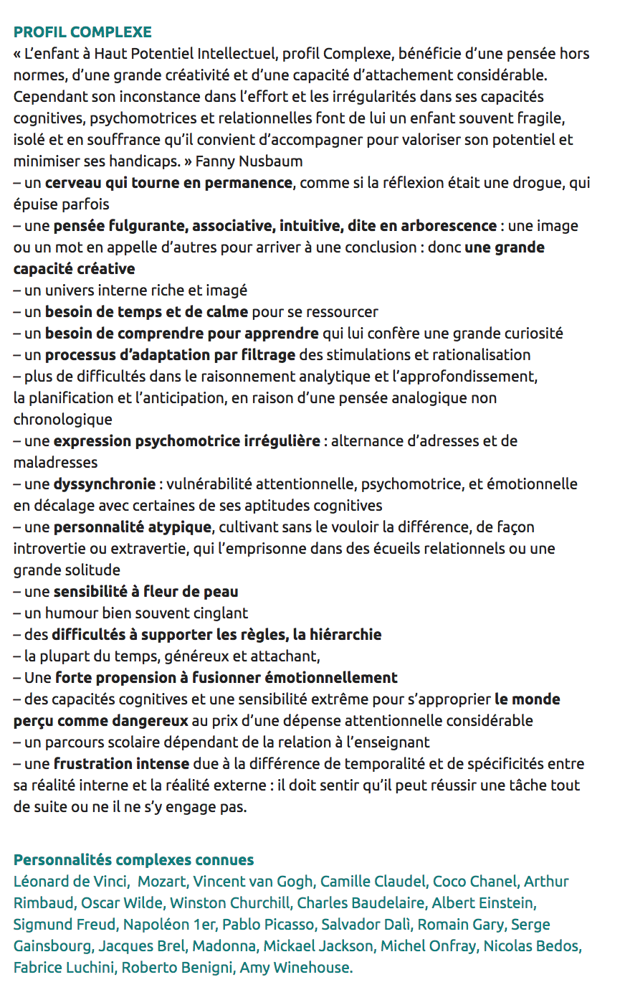 PROFIL COMPLEXE
« L’enfant à Haut Potentiel Intellectuel, profil Complexe, bénéficie d’une pensée hors
normes, d’une grande créativité et d’une capacité d’attachement considérable.
Cependant son inconstance dans l’effort et les irrégularités dans ses capacités
cognitives, psychomotrices et relationnelles font de lui un enfant souvent fragile,
isolé et en souffrance qu’il convient d’accompagner pour valoriser son potentiel et
minimiser ses handicaps. » Fanny Nusbaum
– un cerveau qui tourne en permanence, comme si la réflexion était une drogue, qui
épuise parfois
– une pensée fulgurante, associative, intuitive, dite en arborescence : une image
ou un mot en appelle d’autres pour arriver à une conclusion : donc une grande
capacité créative
– un univers interne riche et imagé
– un besoin de temps et de calme pour se ressourcer
– un besoin de comprendre pour apprendre qui lui confère une grande curiosité
– un processus d’adaptation par filtrage des stimulations et rationalisation
– plus de difficultés dans le raisonnement analytique et l’approfondissement,
la planification et l’anticipation, en raison d’une pensée analogique non
chronologique
– une expression psychomotrice irrégulière : alternance d’adresses et de
maladresses
– une dyssynchronie : vulnérabilité attentionnelle, psychomotrice, et émotionnelle
en décalage avec certaines de ses aptitudes cognitives
– une personnalité atypique, cultivant sans le vouloir la différence, de façon
introvertie ou extravertie, qui l’emprisonne dans des écueils relationnels ou une
grande solitude
– une sensibilité à fleur de peau
– un humour bien souvent cinglant
– des difficultés à supporter les règles, la hiérarchie
– la plupart du temps, généreux et attachant,
– Une forte propension à fusionner émotionnellement
– des capacités cognitives et une sensibilité extrême pour s’approprier le monde
perçu comme dangereux au prix d’une dépense attentionnelle considérable
– un parcours scolaire dépendant de la relation à l’enseignant
– une frustration intense due à la différence de temporalité et de spécificités entre
sa réalité interne et la réalité externe : il doit sentir qu’il peut réussir une tâche tout
de suite ou ne il ne s’y engage pas.
Personnalités complexes connues
Léonard de Vinci,  Mozart, Vincent van Gogh, Camille Claudel, Coco Chanel, Arthur
Rimbaud, Oscar Wilde, Winston Churchill, Charles Baudelaire, Albert Einstein,
Sigmund Freud, Napoléon 1er, Pablo Picasso, Salvador Dalì, Romain Gary, Serge
Gainsbourg, Jacques Brel, Madonna, Mickael Jackson, Michel Onfray, Nicolas Bedos,
Fabrice Luchini, Roberto Benigni, Amy Winehouse.